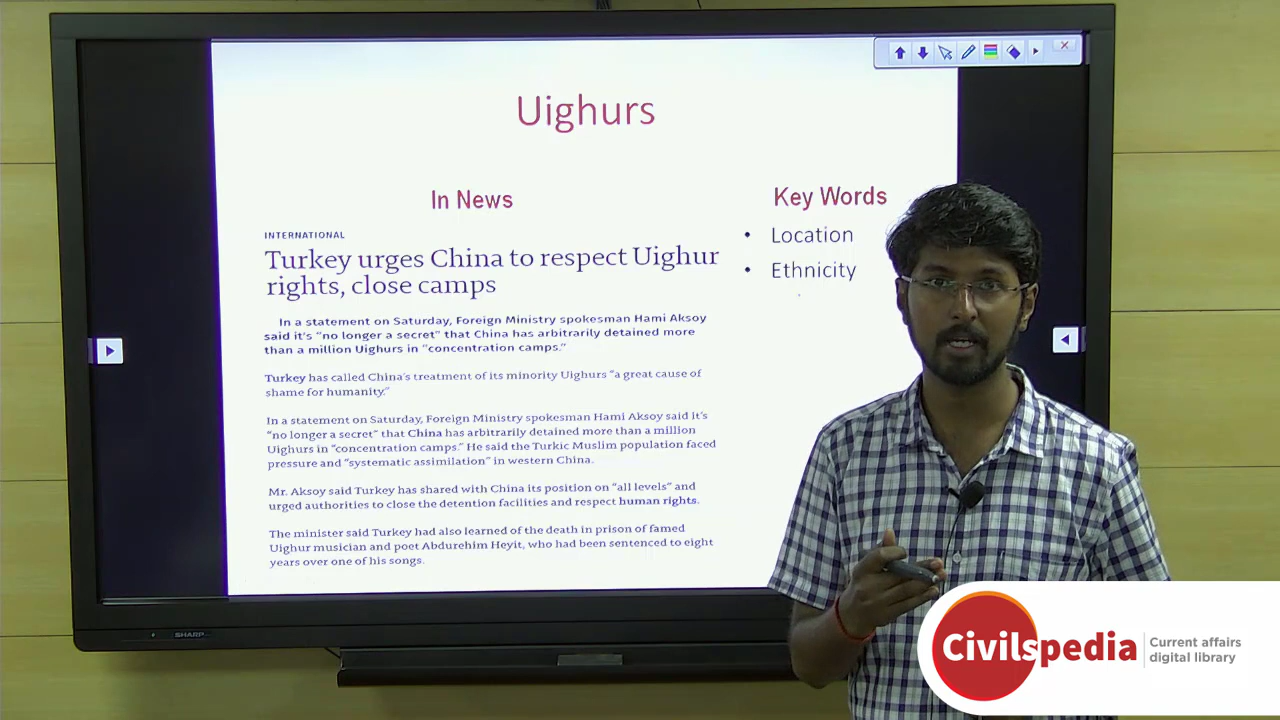 Uighurs
In News
INTERNATIONAL
Turkey urges China to respect Uighur
rights, close camps
In a statement on Saturday, Foreign Ministry spokesman Hami Aksoy
said it's "no longer a secret" that China has arbitrarily detained more
than a million Uighurs in "concentration camps."
Turkey has called China's treatment of its minority Uighurs "a great cause of
shame for humanity."
In a statement on Saturday, Foreign Ministry spokesman Hami Aksoy said it's
"no longer a secret" that China has arbitrarily detained more than a million
Uighurs in "concentration camps." He said the Turkic Muslim population faced
pressure and "systematic assimilation" in western China.
Mr. Aksoy said Turkey has shared with China its position on "all levels" and
urged authorities to close the detention facilities and respect human rights.
The minister said Turkey had also learned of the death in prison of famed
Uighur musician and poet Abdurehim Heyit, who had been sentenced to eight
years over one of his songs.
Key Words
• Location
• Ethnicity
SHARP
Civilspedia
Current affairs
digital library